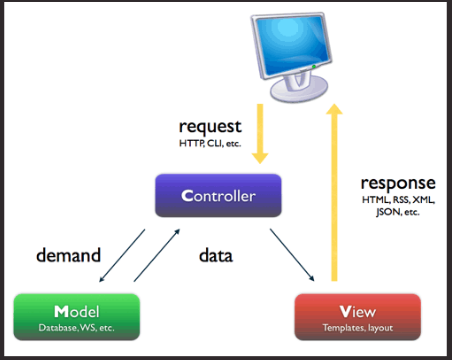 request
HTTP, CLI, etc.
response
HTML, RSS, XML,
JSON, etc.
Controller
demand
data
Model
Database, WS, etc.
View
Templates, layout